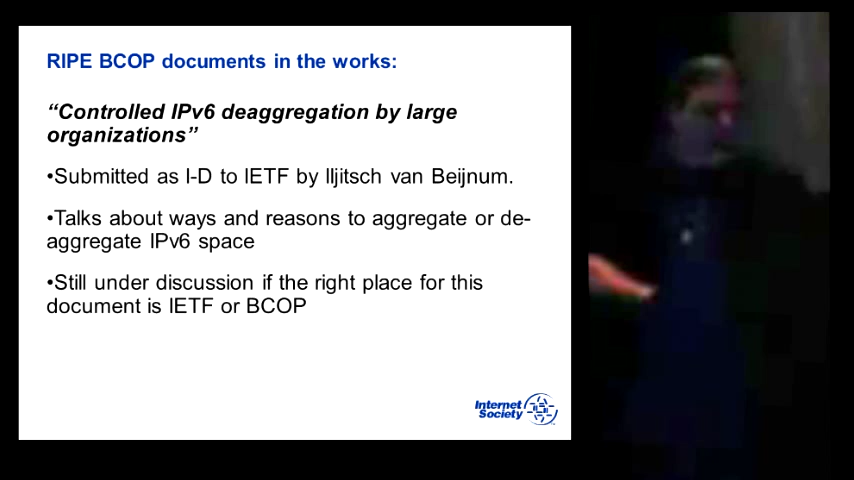 RIPE BCOP documents in the works:
“Controlled IPv6 deaggregation by large
organizations”
•Submitted as I-D to IETF by Iljitsch van Beijnum.
•Talks about ways and reasons to aggregate or de-
aggregate IPv6 space
•Still under discussion if the right place for this
document is IETF or BCOP
Internet
Society